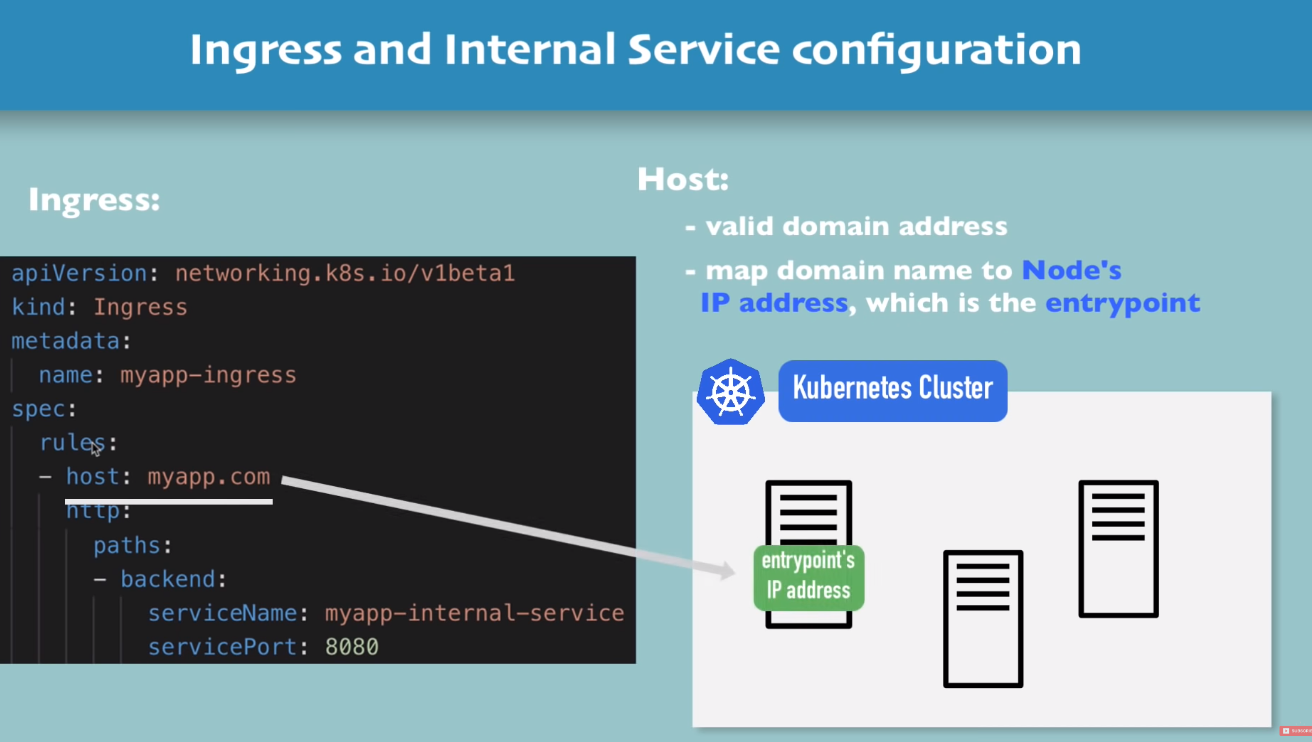 Ingress and Internal Service configuration
Ingress:
apiVersion: networking.k8s.io/v1beta1
kind: Ingress
metadata:
name: myapp-ingress
spec:
rules:
- host: myapp.com
http:
paths:
- backend:
serviceName: myapp-internal-service
servicePort: 8080
Host:
- valid domain address
- map domain name to Node's
IP address, which is the entrypoint
Kubernetes Cluster
entrypoint's
IP address